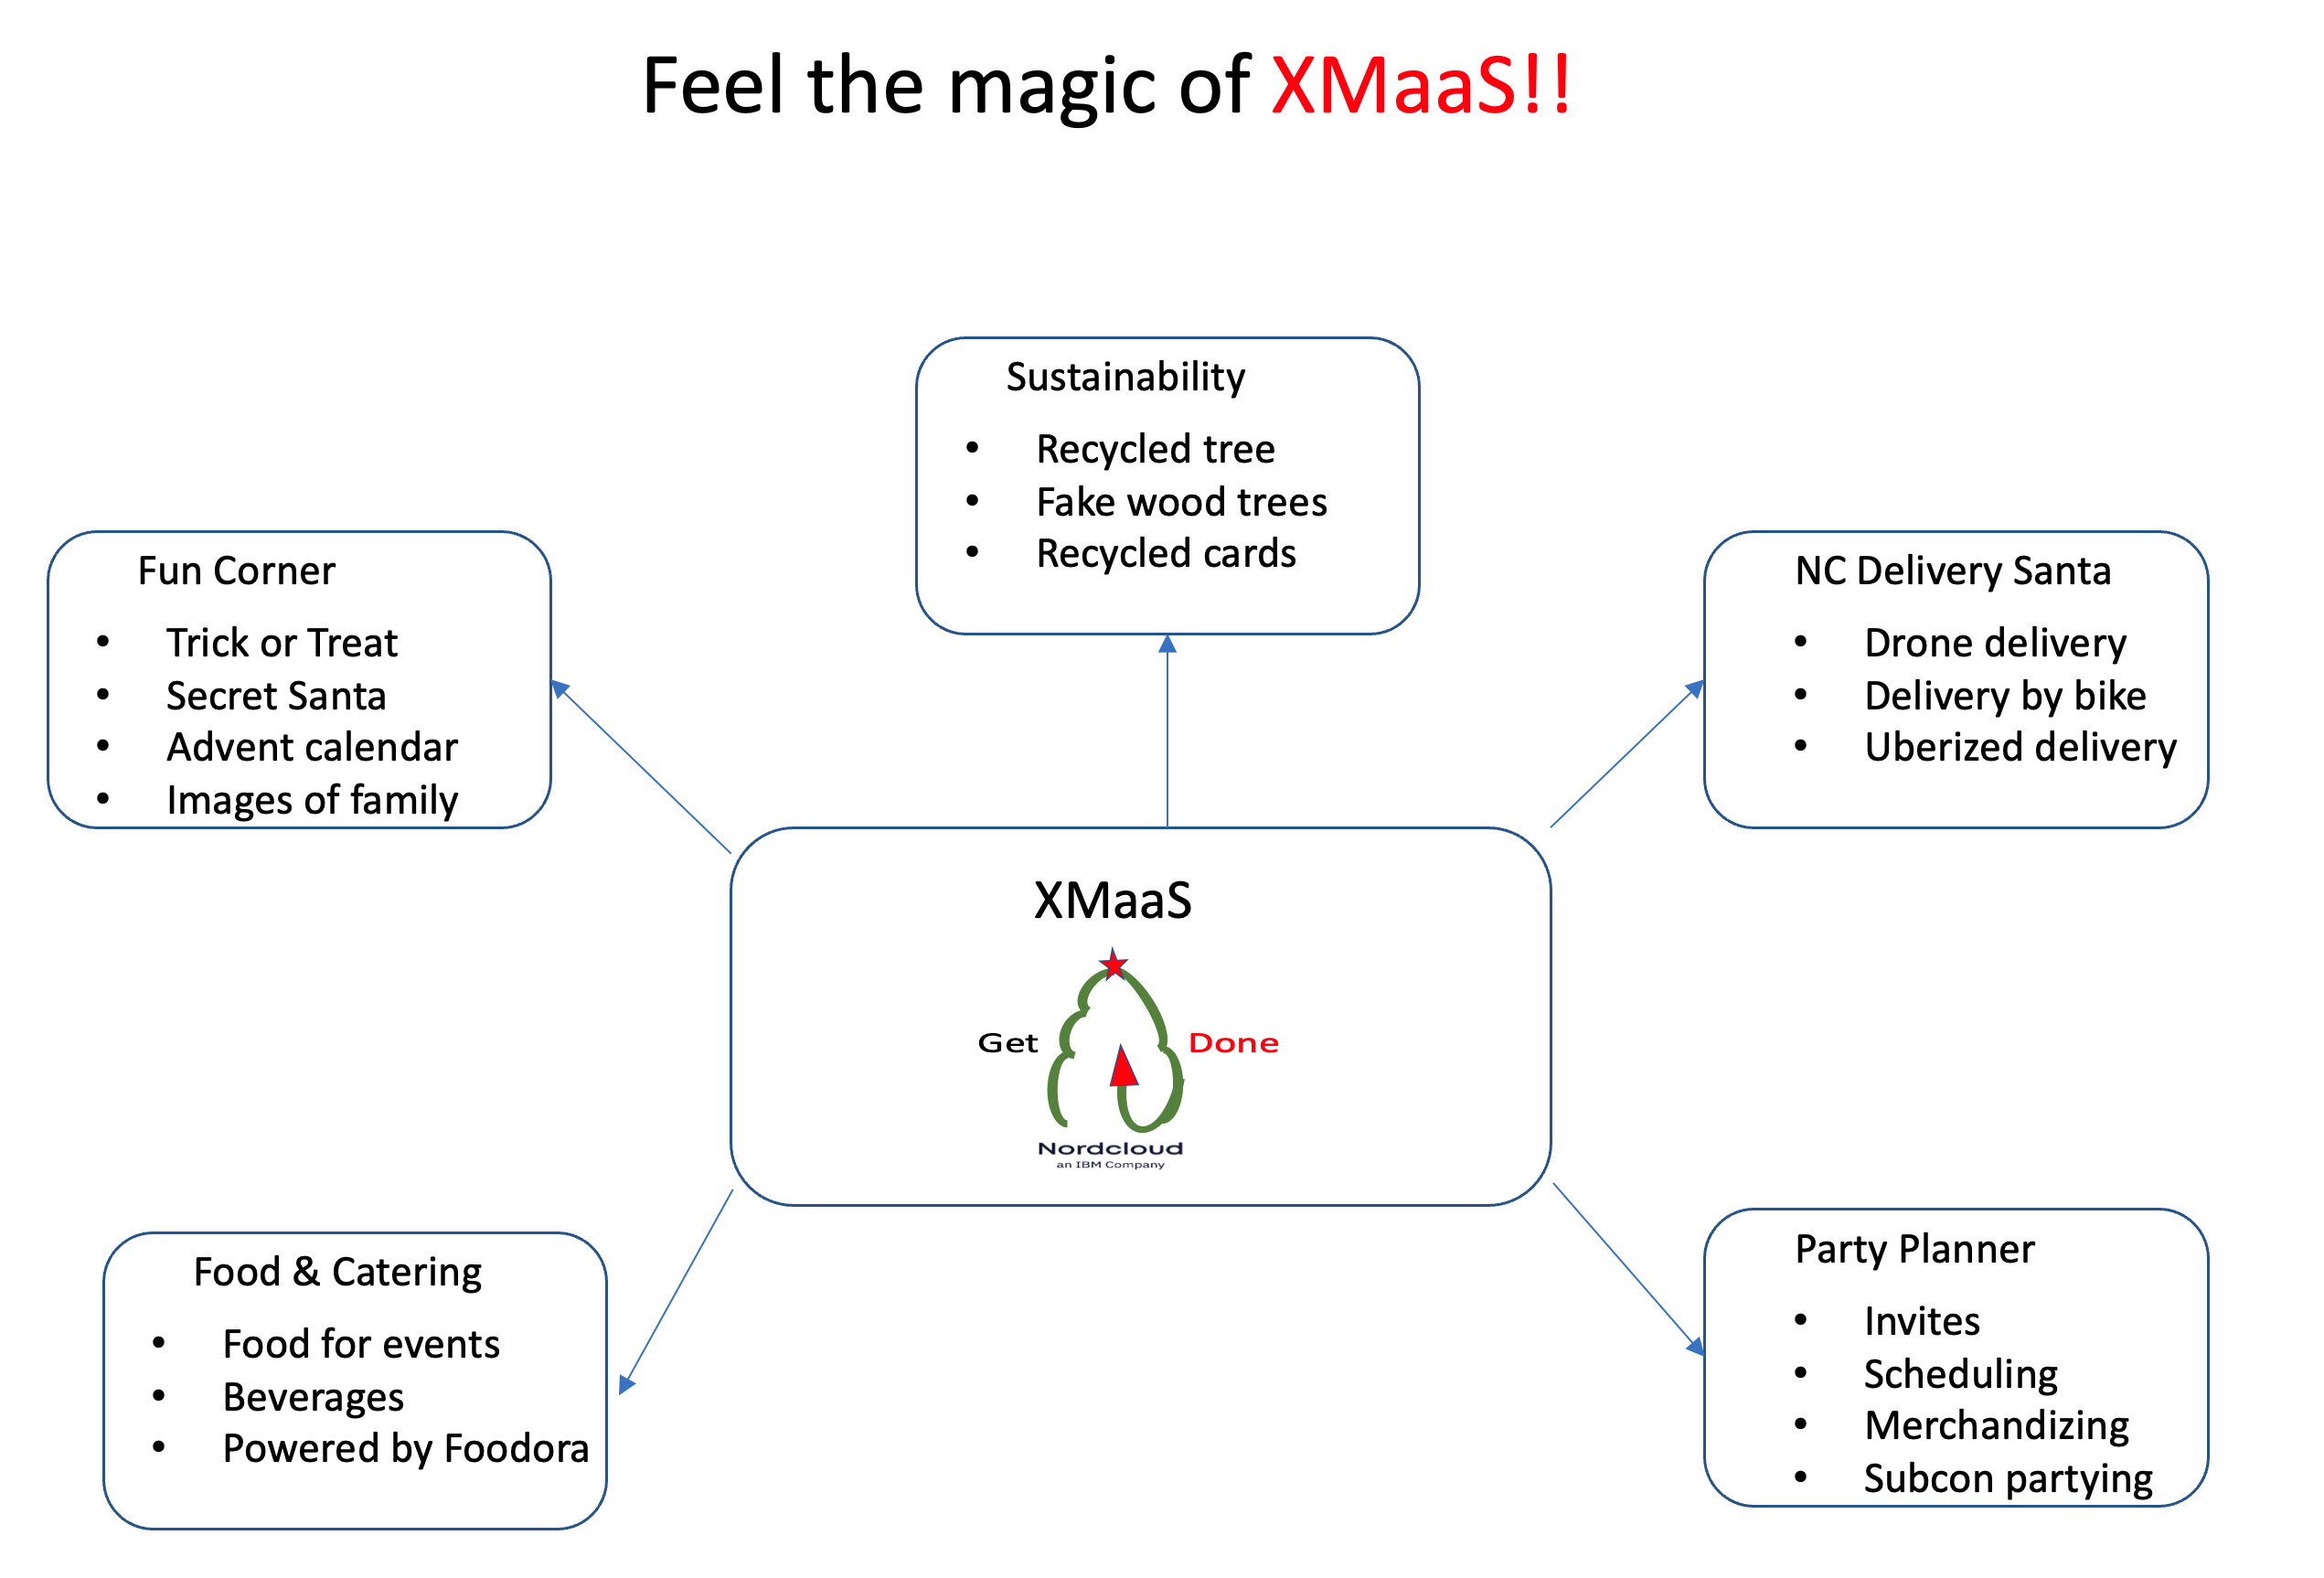 Feel the magic of XMaaS!!
Sustainability
• Recycled tree
• Fake wood trees
• Recycled cards
Fun Corner
• Trick or Treat
• Secret Santa
• Advent calendar
• Images of family
NC Delivery Santa
• Drone delivery
• Delivery by bike
• Uberized delivery
XMaaS
Get Done
Nordcloud
an IBM Company
Food & Catering
• Food for events
• Beverages
• Powered by Foodora
Party Planner
• Invites
• Scheduling
• Merchandizing
• Subcon partying